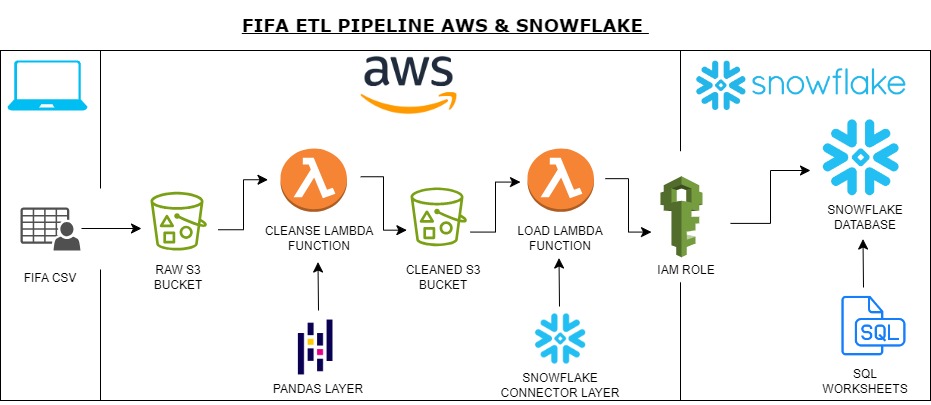 FIFA ETL PIPELINE AWS & SNOWFLAKE
aws
snowflake
FIFA CSV
RAW S3
BUCKET
CLEANSE LAMBDA
FUNCTION
CLEANED S3
BUCKET
LOAD LAMBDA
FUNCTION
IAM ROLE
SNOWFLAKE
DATABASE
PANDAS LAYER
SNOWFLAKE
CONNECTOR LAYER
SQL
SQL
WORKSHEETS